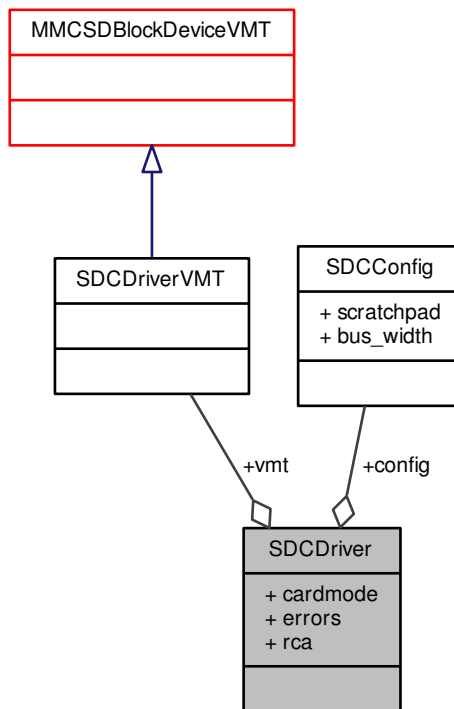 MMCSDBlockDeviceVMT
SDCDriverVMT
SDCConfig
+ scratchpad
+ bus_width
+vmt
+config
SDCDriver
+ cardmode
+ errors
+ rca